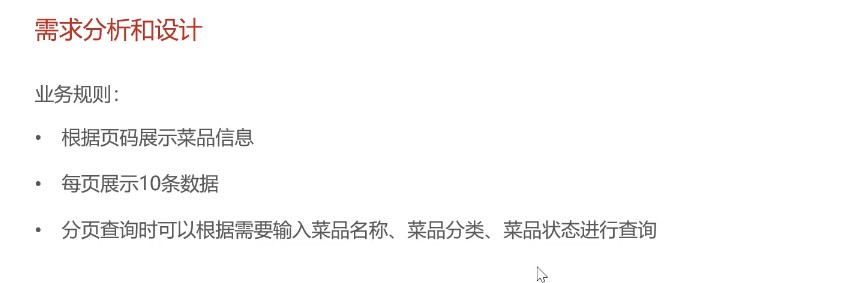 需求分析和设计
业务规则：
• 根据页码展示菜品信息
• 每页展示10条数据
• 分页查询时可以根据需要输入菜品名称、菜品分类、菜品状态进行查询